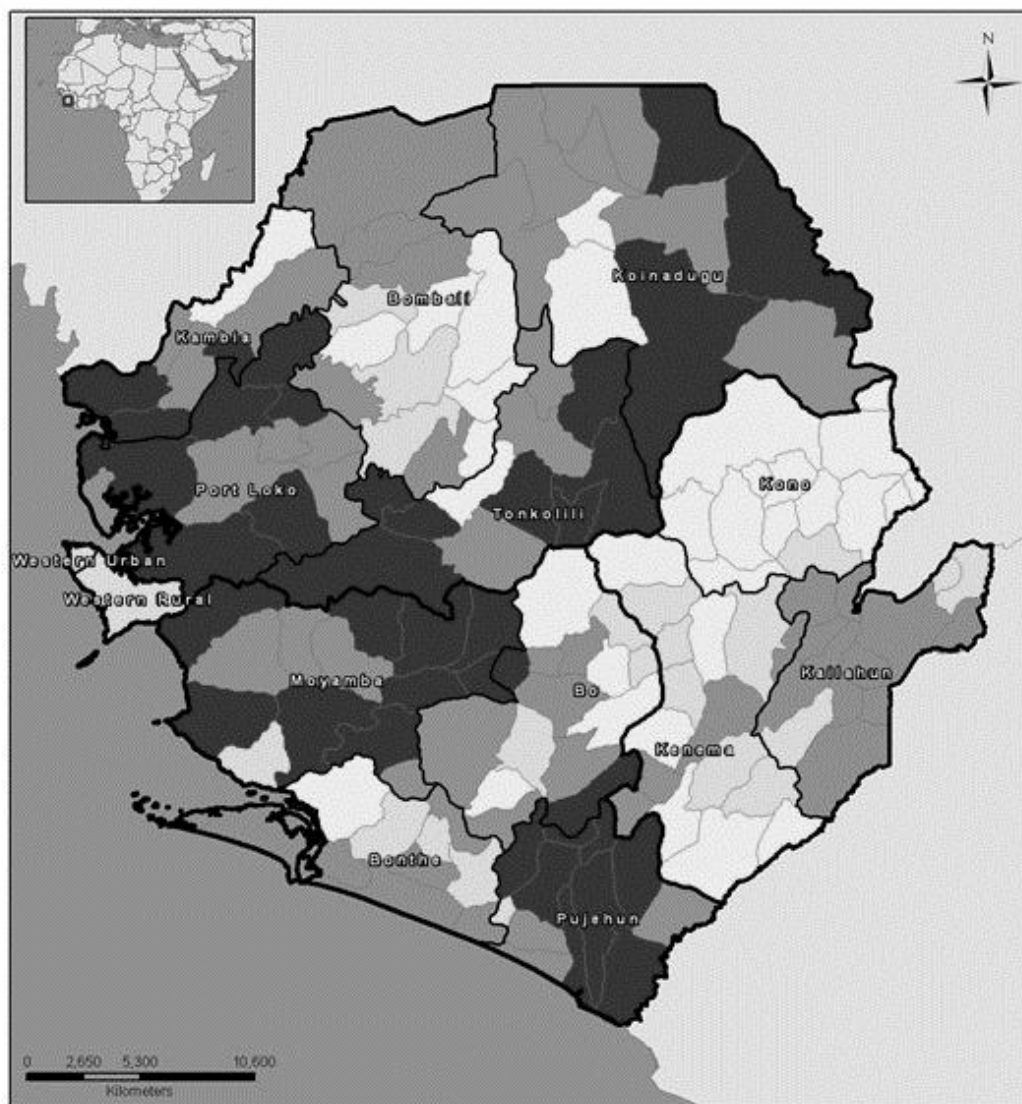 N
Koinadugu
Bombali
Kambia
Port Loko
Kono
Tonkolili
Western Urban
Western Rural
Moyamba
Bo
Kailahun
Kenema
Bonthe
Pujehun
0 2,650 5,300 10,600
Kilometers